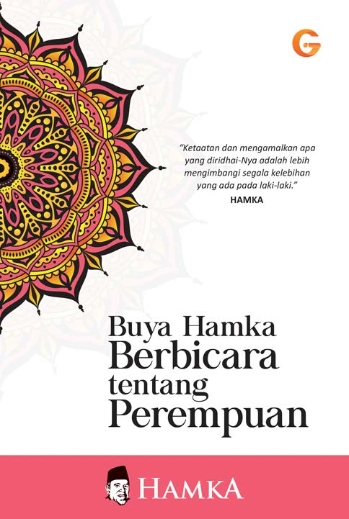 G
“Ketaatan dan mengamalkan apa
yang diridhai-Nya adalah lebih
mengimbangi segala kelebihan
yang ada pada laki-laki.”
HAMKA
Buya Hamka
Berbicara
tentang
Perempuan
HAMKA